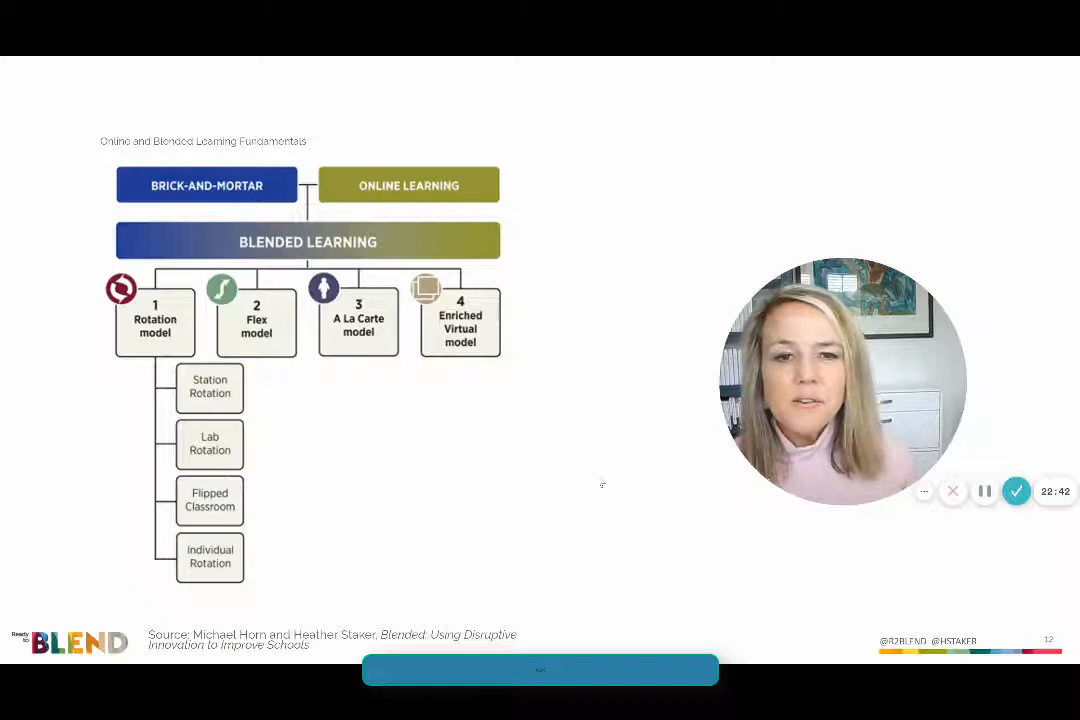 Online and Blended Learning Fundamentals
BRICK-AND-MORTAR
ONLINE LEARNING
BLENDED LEARNING
1
Rotation
model
2
Flex
model
3
A La Carte
model
4
Enriched
Virtual
model
Station
Rotation
Lab
Rotation
Flipped
Classroom
Individual
Rotation
22:42
Ready
to
BLEND
Source: Michael Horn and Heather Staker, Blended: Using Disruptive
Innovation to Improve Schools
@R2BLEND @HSTAKER
12